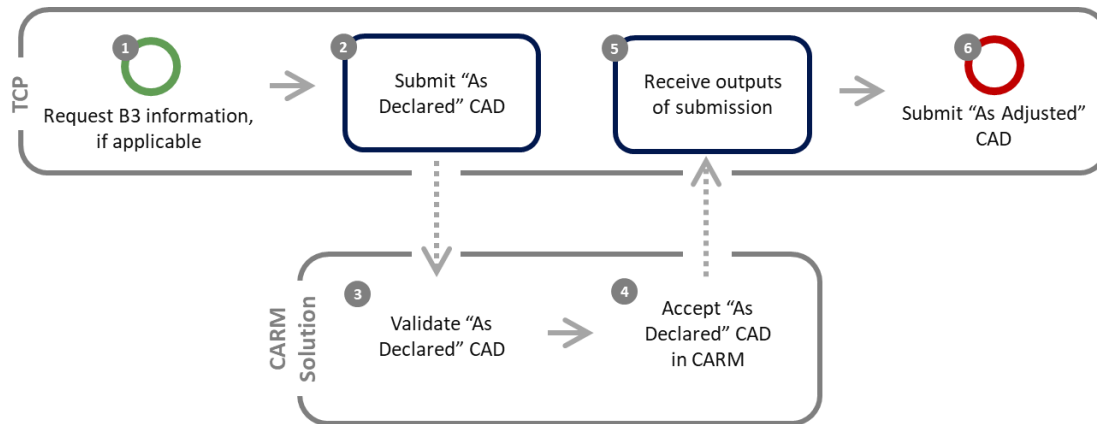 TCP
1
Request B3 information,
if applicable
2
Submit “As
Declared” CAD
5
Receive outputs
of submission
6
Submit “As Adjusted”
CAD
CARM
Solution
3
Validate “As
Declared” CAD
4
Accept “As
Declared” CAD
in CARM